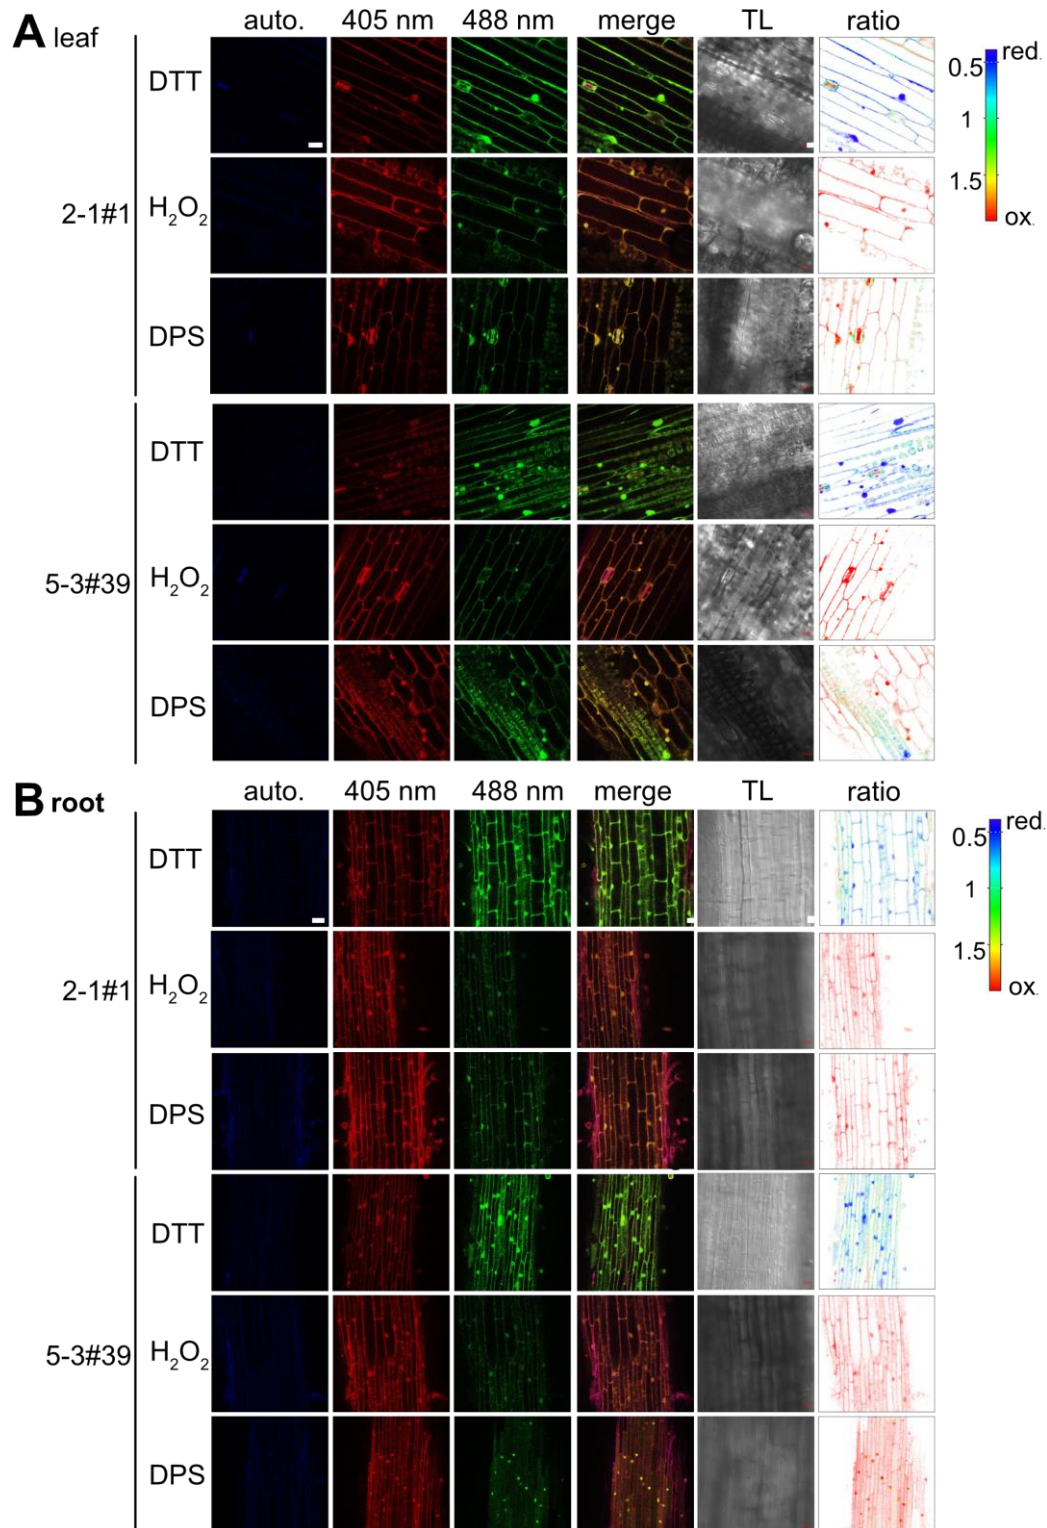 A leaf
auto. 405 nm 488 nm merge TL ratio
DTT
2-1#1 H₂O₂
DPS
DTT
5-3#39 H₂O₂
DPS
0.5 red.
1
1.5
ox.
B root
auto. 405 nm 488 nm merge TL ratio
DTT
2-1#1 H₂O₂
DPS
DTT
5-3#39 H₂O₂
DPS
0.5 red.
1
1.5
ox.